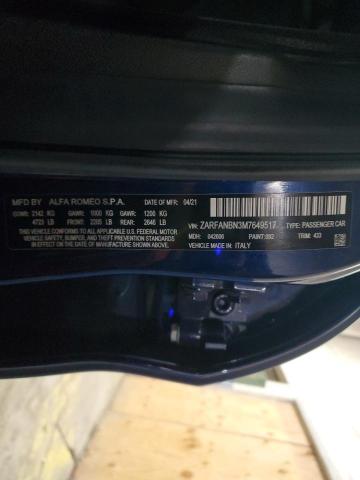 MFD BY ALFA ROMEO S.P.A. DATE OF MFR: 04/21
GVWR: 2142 KG GAWR: 1000 KG GAWR: 1200 KG
4723 LB FRONT: 2205 LB REAR: 2646 LB
THIS VEHICLE CONFORMS TO ALL APPLICABLE U.S. FEDERAL MOTOR
VEHICLE SAFETY, BUMPER, AND THEFT PREVENTION STANDARDS
IN EFFECT ON THE DATE OF MANUFACTURE SHOWN ABOVE.
VIN: ZARFANBN3M7649517 TYPE: PASSENGER CAR
MDH: 042606 PAINT: 092 TRIM: 433
VEHICLE MADE IN: ITALY